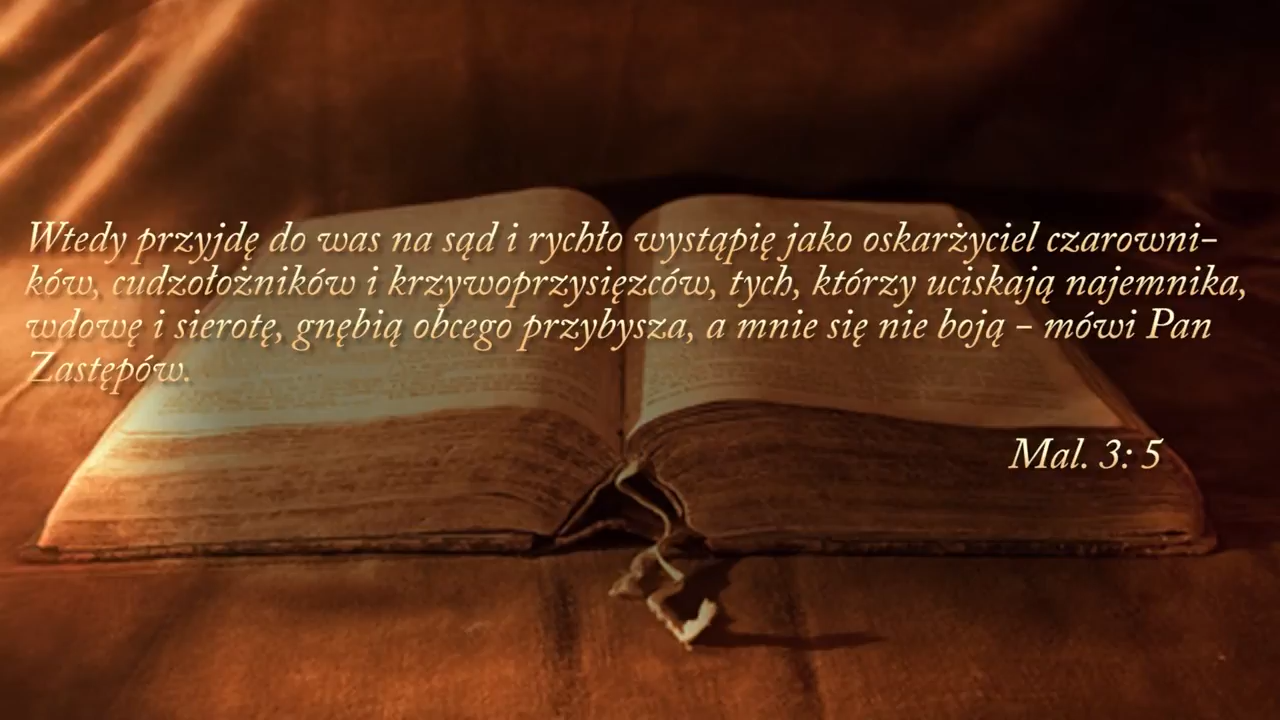 Wtedy przyjdę do was na sąd i rychło wystąpię jako oskarżyciel czarowni-
ków, cudzołożników i krzywoprzysięzców, tych, którzy uciskają najemnika,
wdowę i sierotę, gnębią obcego przybysza, a mnie się nie boją - mówi Pan
Zastępów.
Mal. 3: 5